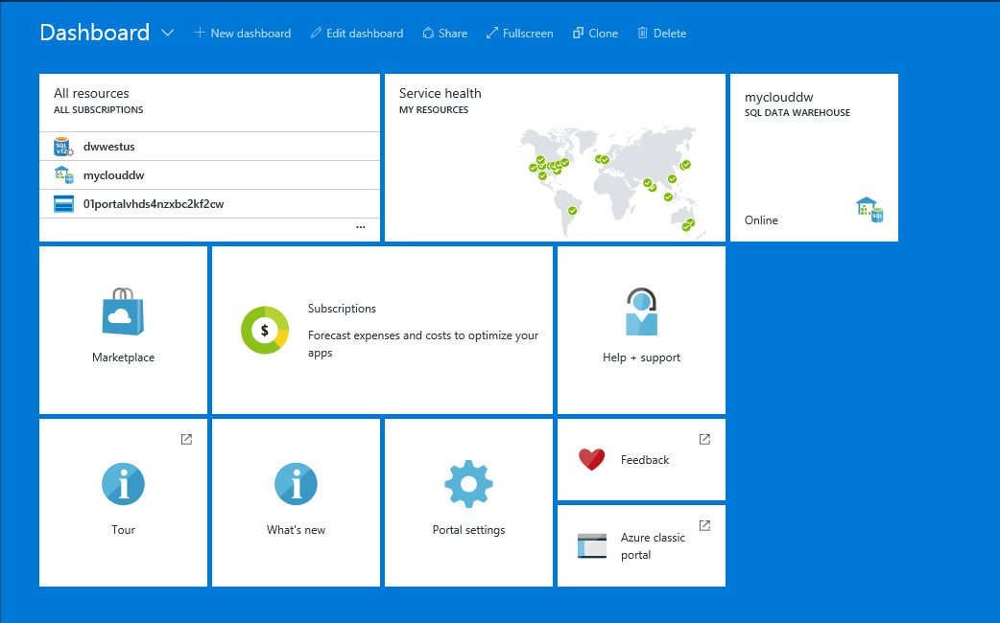 Dashboard New dashboard Edit dashboard Share Fullscreen Clone Delete
All resources
ALL SUBSCRIPTIONS
SQL
v12
dwwestus
myclouddw
01portalvhds4nzxbc2kf2cw
...
Service health
MY RESOURCES
myclouddw
SQL DATA WAREHOUSE
Online
SQL
Marketplace
$
Subscriptions
Forecast expenses and costs to optimize your
apps
Help + support
Tour
What's new
Portal settings
Feedback
Azure classic
portal